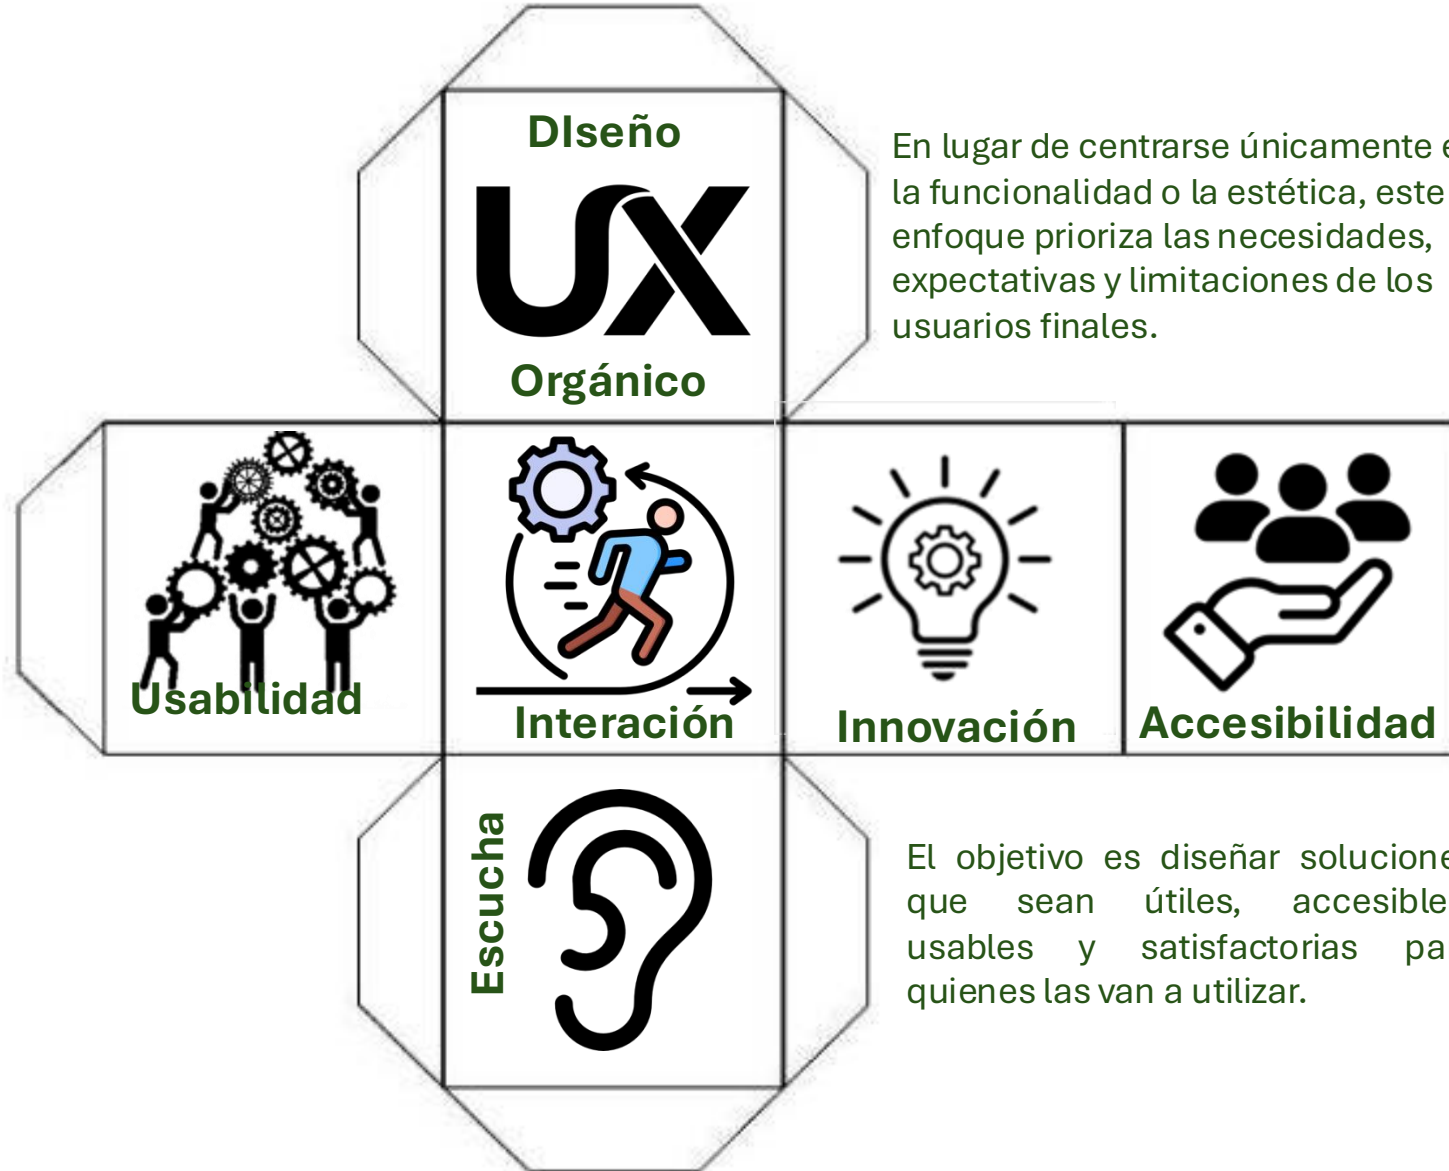 DIseño
UX
Orgánico
En lugar de centrarse únicamente
la funcionalidad o la estética, este
enfoque prioriza las necesidades,
expectativas y limitaciones de los
usuarios finales.
Usabilidad
Interación
Innovación
Accesibilidad
Escucha
El objetivo es diseñar solucione
que sean útiles, accesible
usables y satisfactorias pa
quienes las van a utilizar.